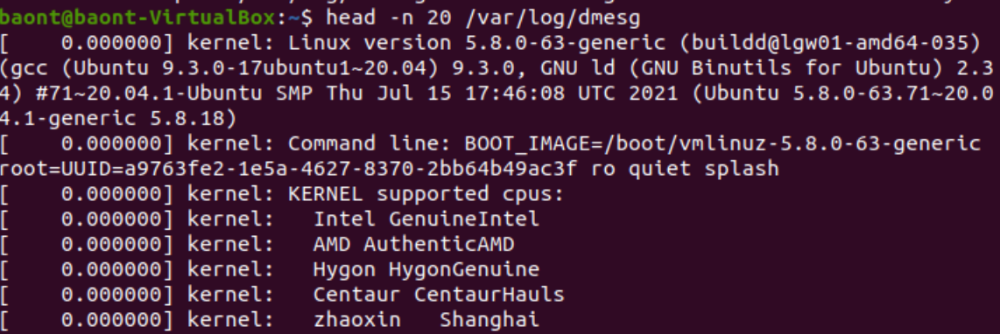 baont@baont-VirtualBox:~$ head -n 20 /var/log/dmesg
[    0.000000] kernel: Linux version 5.8.0-63-generic (buildd@lgw01-amd64-035)
(gcc (Ubuntu 9.3.0-17ubuntu1~20.04) 9.3.0, GNU ld (GNU Binutils for Ubuntu) 2.3
4) #71~20.04.1-Ubuntu SMP Thu Jul 15 17:46:08 UTC 2021 (Ubuntu 5.8.0-63.71~20.0
4.1-generic 5.8.18)
[    0.000000] kernel: Command line: BOOT_IMAGE=/boot/vmlinuz-5.8.0-63-generic
root=UUID=a9763fe2-1e5a-4627-8370-2bb64b49ac3f ro quiet splash
[    0.000000] kernel: KERNEL supported cpus:
[    0.000000] kernel:   Intel GenuineIntel
[    0.000000] kernel:   AMD AuthenticAMD
[    0.000000] kernel:   Hygon HygonGenuine
[    0.000000] kernel:   Centaur CentaurHauls
[    0.000000] kernel:   zhaoxin   Shanghai